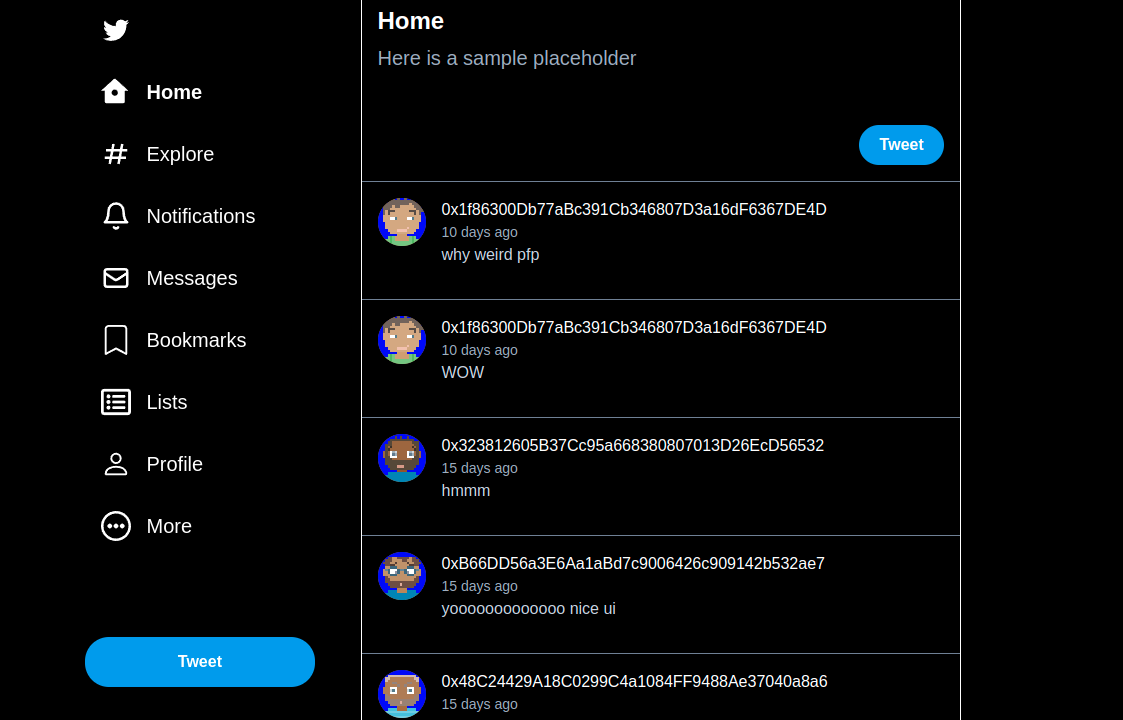 Home
Explore
Notifications
Messages
Bookmarks
Lists
Profile
More
Tweet
Home
Here is a sample placeholder
Tweet
0x1f86300Db77aBc391Cb346807D3a16dF6367DE4D
10 days ago
why weird pfp
0x1f86300Db77aBc391Cb346807D3a16dF6367DE4D
10 days ago
WOW
0x323812605B37Cc95a668380807013D26EcD56532
15 days ago
hmmm
0xB66DD56a3E6Aa1aBd7c9006426c909142b532ae7
15 days ago
yooooooooooooo nice ui
0x48C24429A18C0299C4a1084FF9488Ae37040a8a6
15 days ago